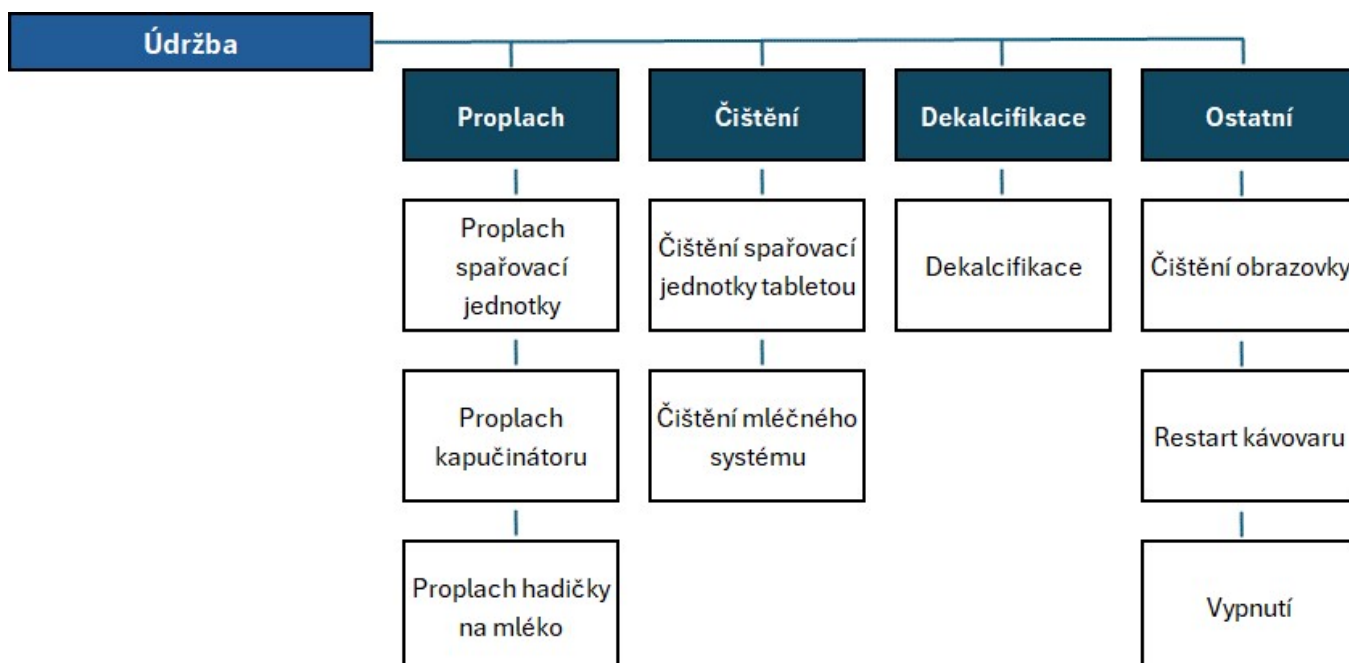 Údržba
Proplach
Čištění
Dekalcifikace
Ostatní
Proplach
spařovací
jednotky
Čištění spařovací
jednotky tabletou
Dekalcifikace
Čištění obrazovky
Proplach
kapučinátoru
Čištění mléčného
systému
Restart kávovaru
Proplach hadičky
na mléko
Vypnutí